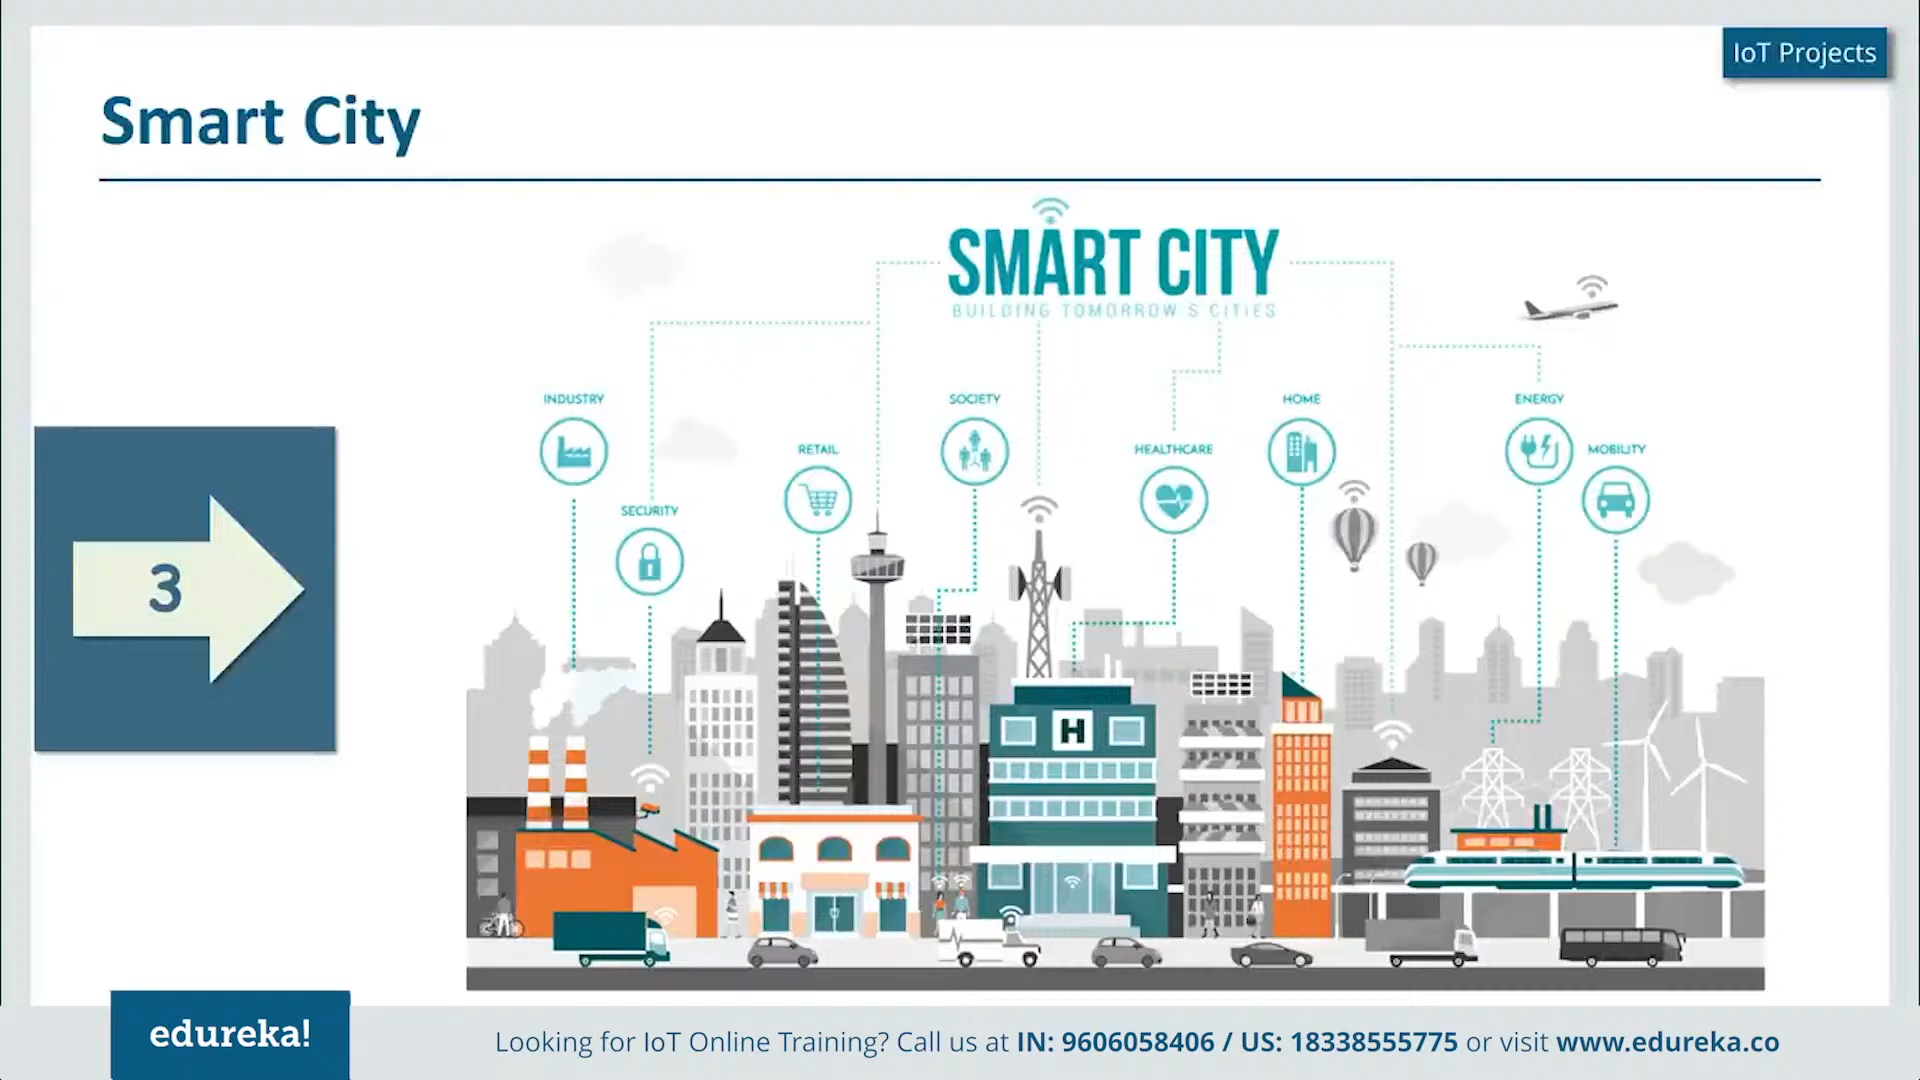 IoT Projects
Smart City
SMART CITY
BUILDING TOMORROW S CITIES
INDUSTRY
SOCIETY
HOME
ENERGY
RETAIL
HEALTHCARE
MOBILITY
SECURITY
3
H
edureka!
Looking for IoT Online Training? Call us at IN: 9606058406 / US: 18338555775 or visit www.edureka.co